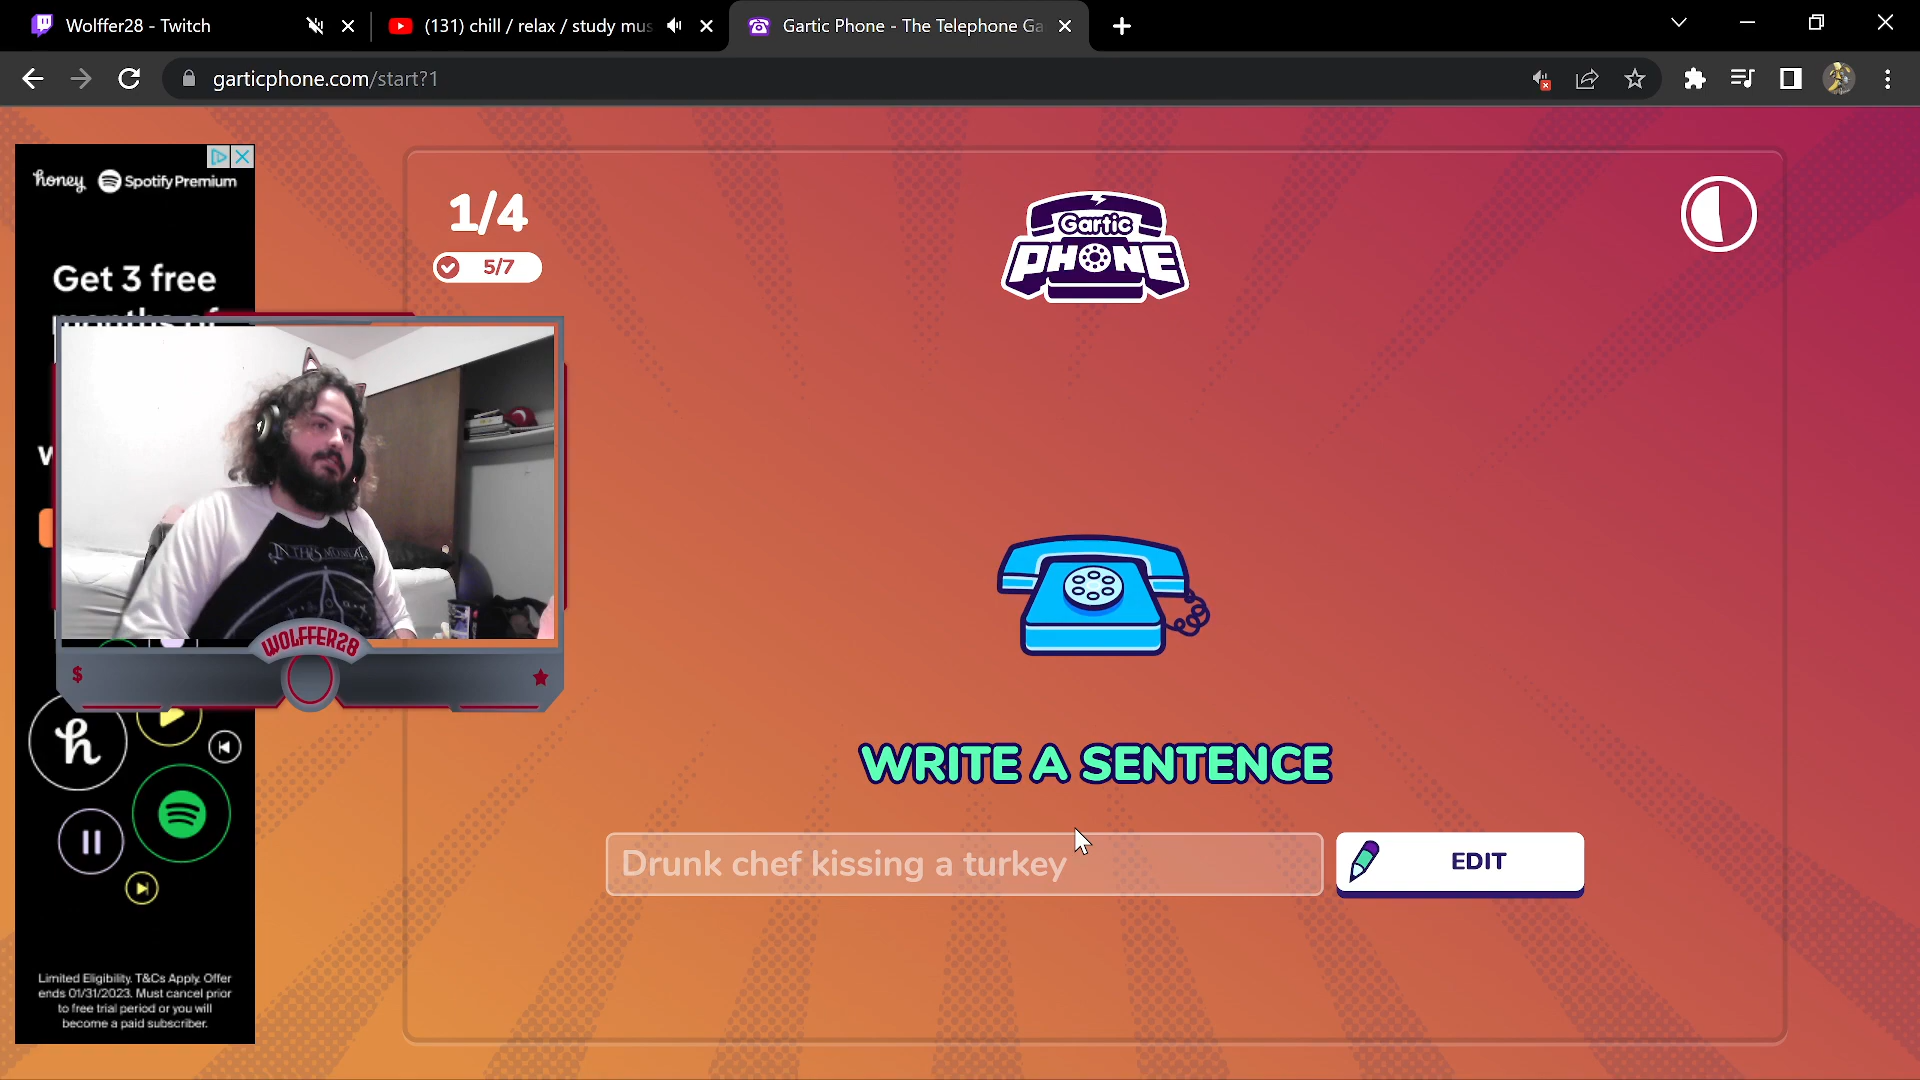 Wolffer28 - Twitch
(131) chill / relax / study mus
Gartic Phone - The Telephone Ga
garticphone.com/start?1
honey Spotify Premium
Get 3 free
months of
1/4
5/7
Gartic
PHONE
WOLFFER28
$
h
WRITE A SENTENCE
Drunk chef kissing a turkey
EDIT
Limited Eligibility. T&Cs Apply. Offer
ends 01/31/2023. Must cancel prior
to free trial period or you will
become a paid subscriber.